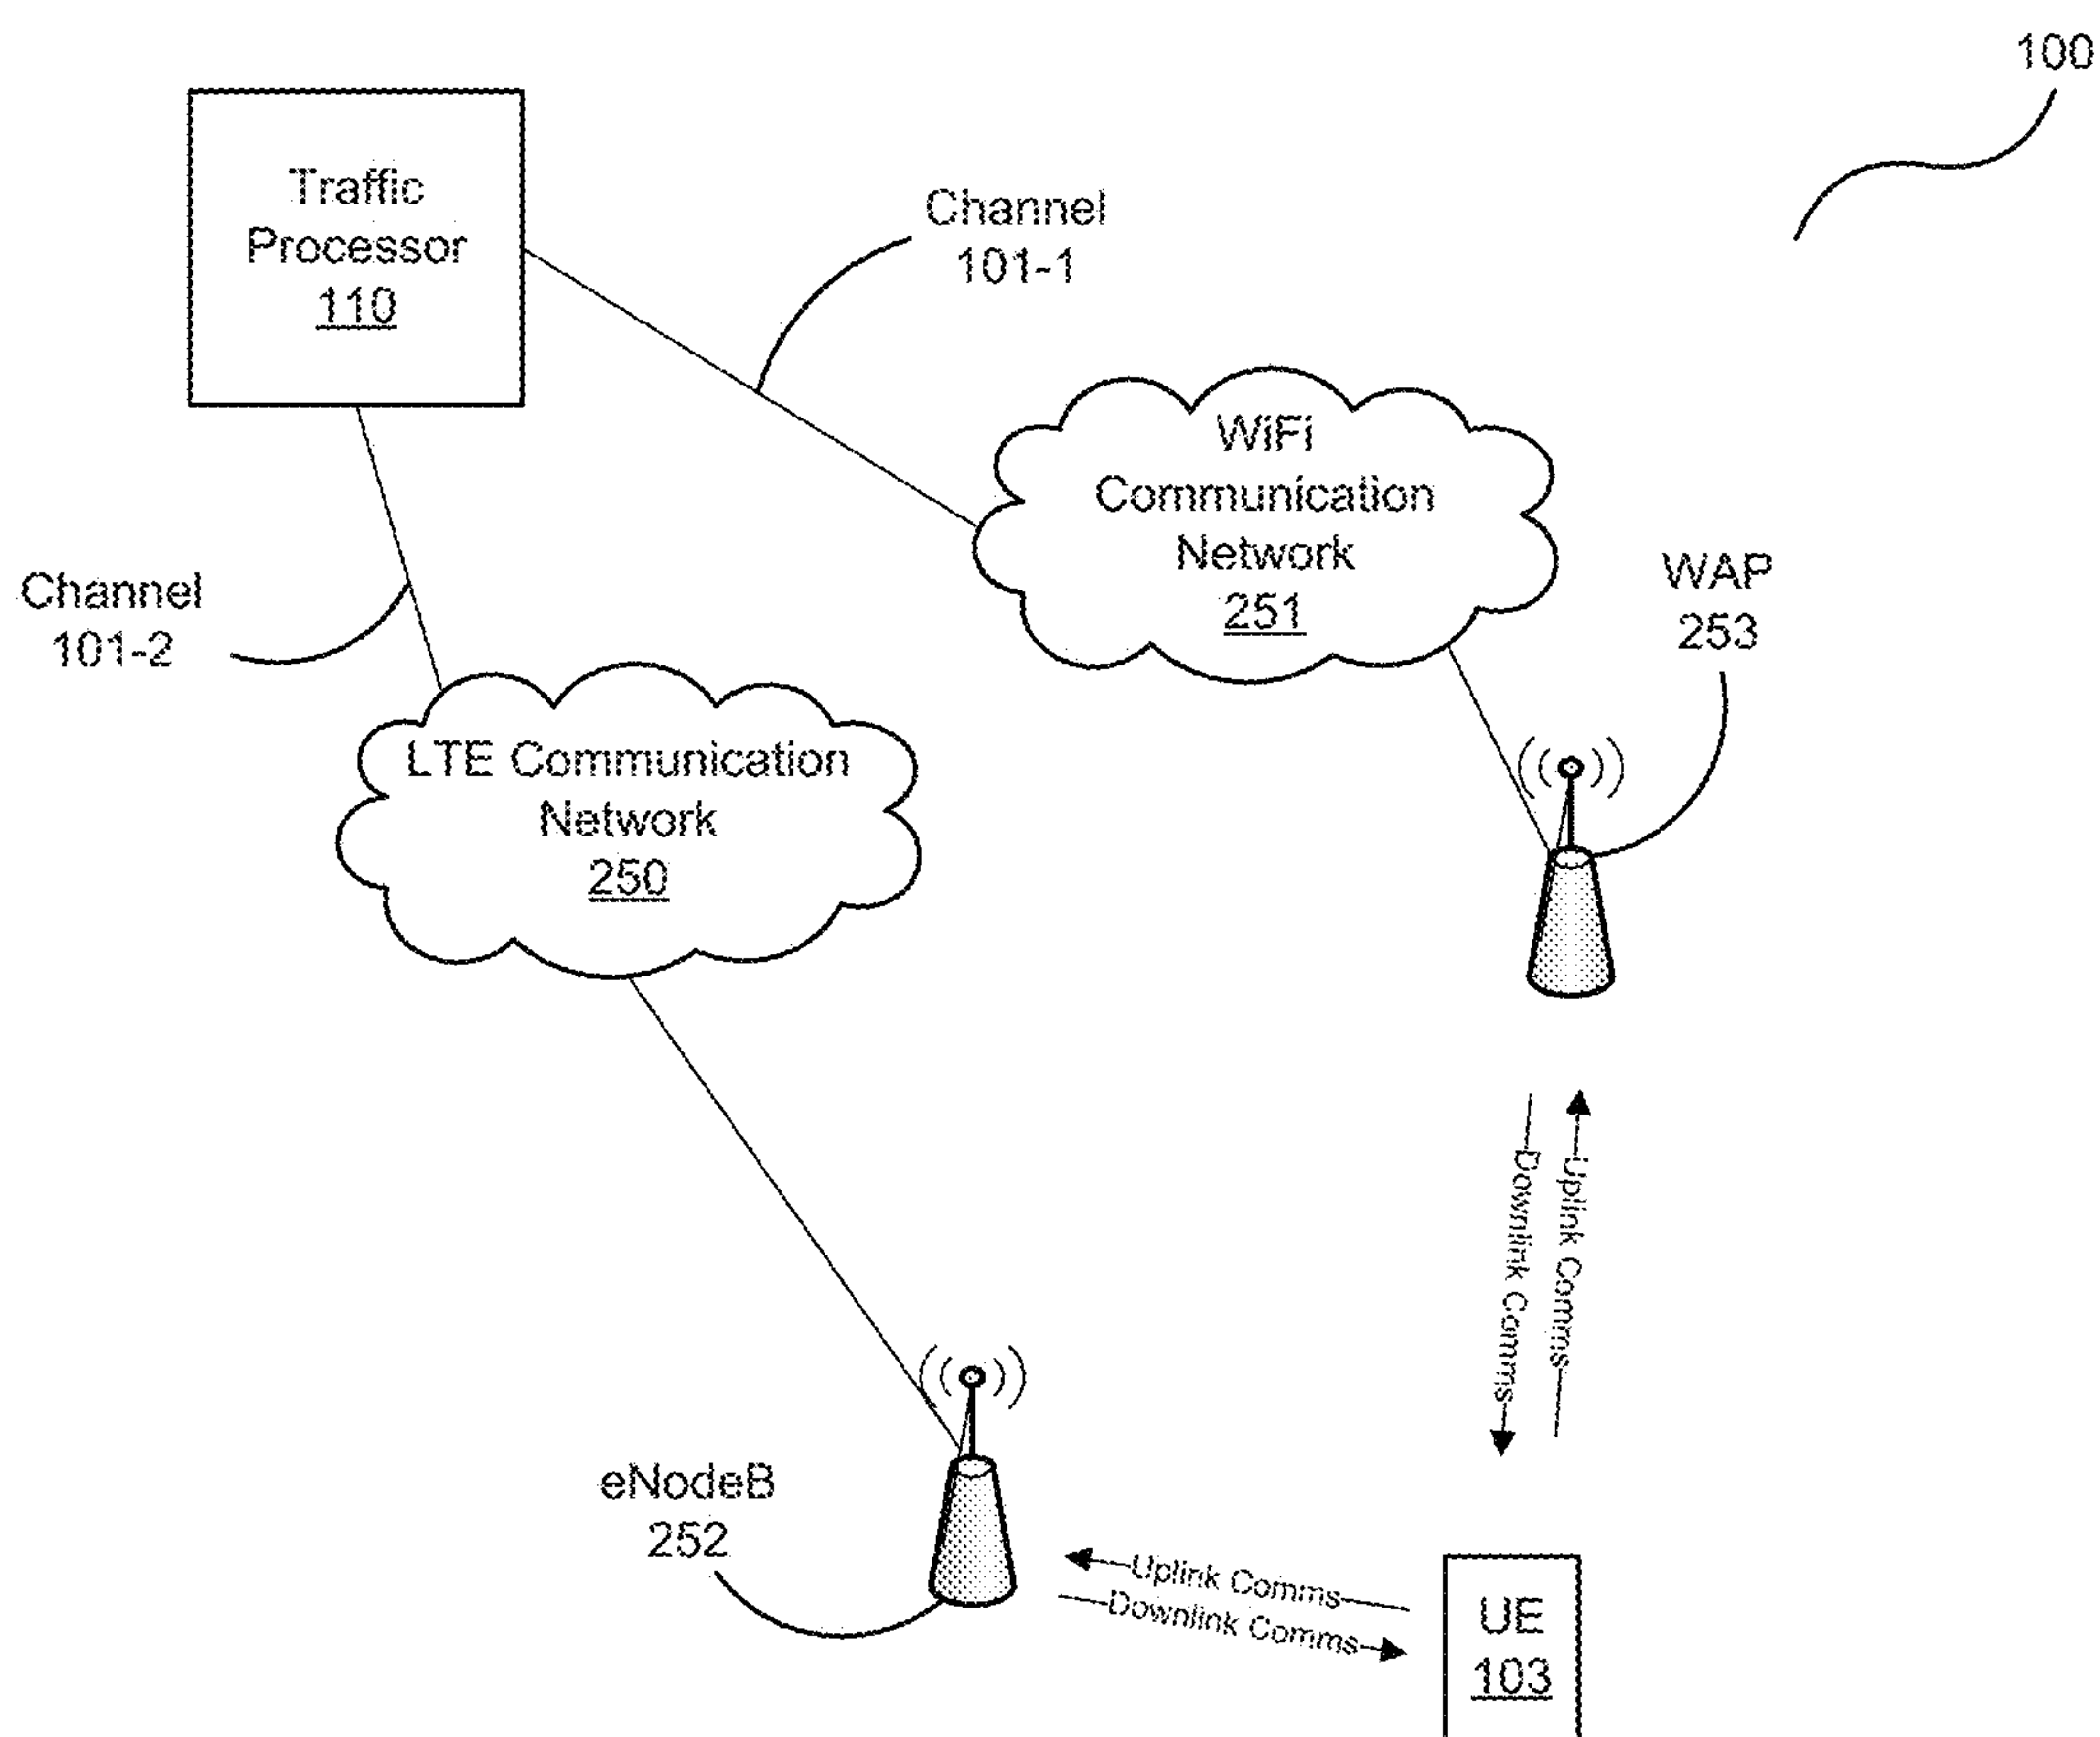 100
Traffic
Processor
110
Channel
101-1
WiFi
Communication
Network
251
WAP
253
Channel
101-2
LTE Communication
Network
250
Downlink Comms
Uplink Comms
eNodeB
252
Uplink Comms
Downlink Comms
UE
103